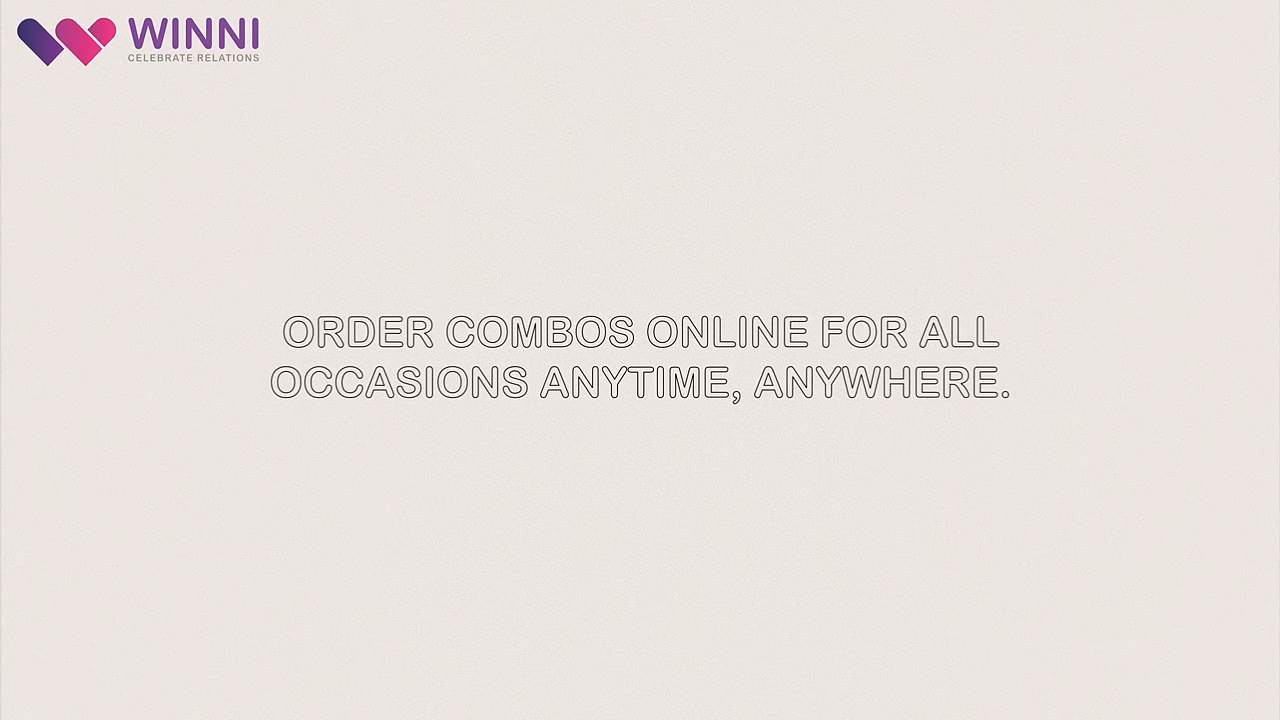 WINNI
CELEBRATE RELATIONS
ORDER COMBOS ONLINE FOR ALL
OCCASIONS ANYTIME, ANYWHERE.